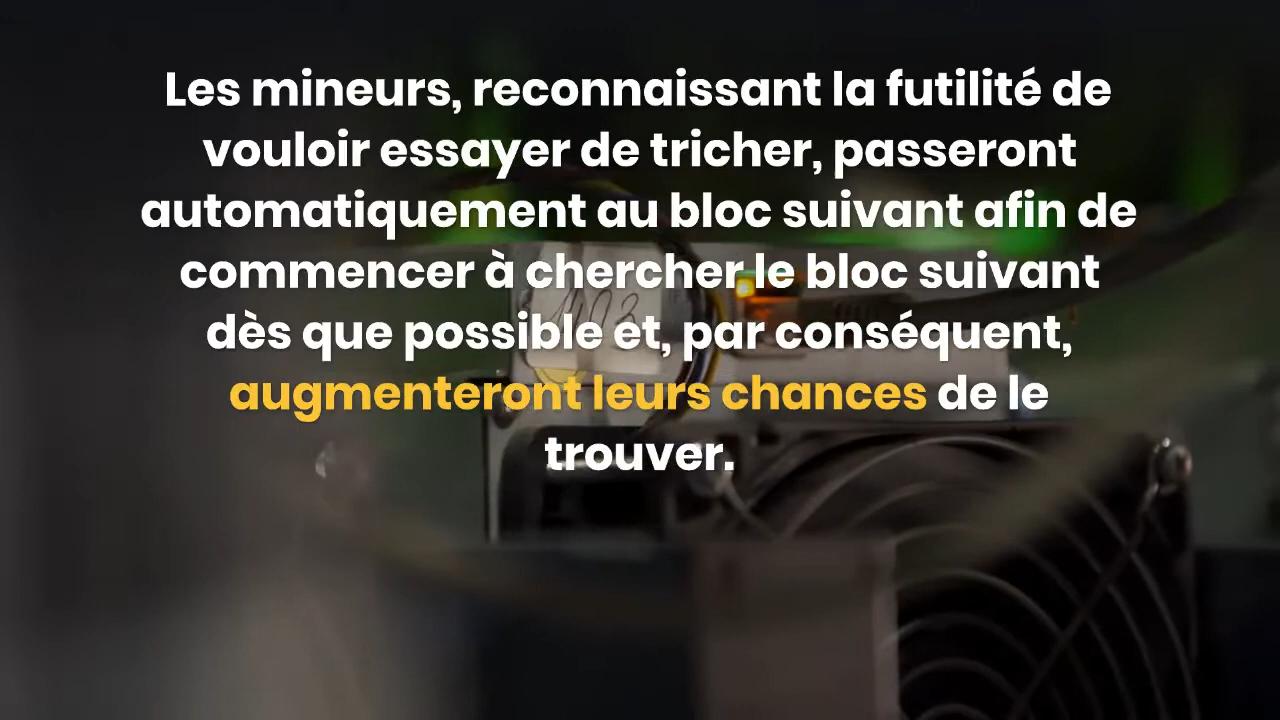 Les mineurs, reconnaissant la futilité de
vouloir essayer de tricher, passeront
automatiquement au bloc suivant afin de
commencer à chercher le bloc suivant
dès que possible et, par conséquent,
augmenteront leurs chances de le
trouver.
1103